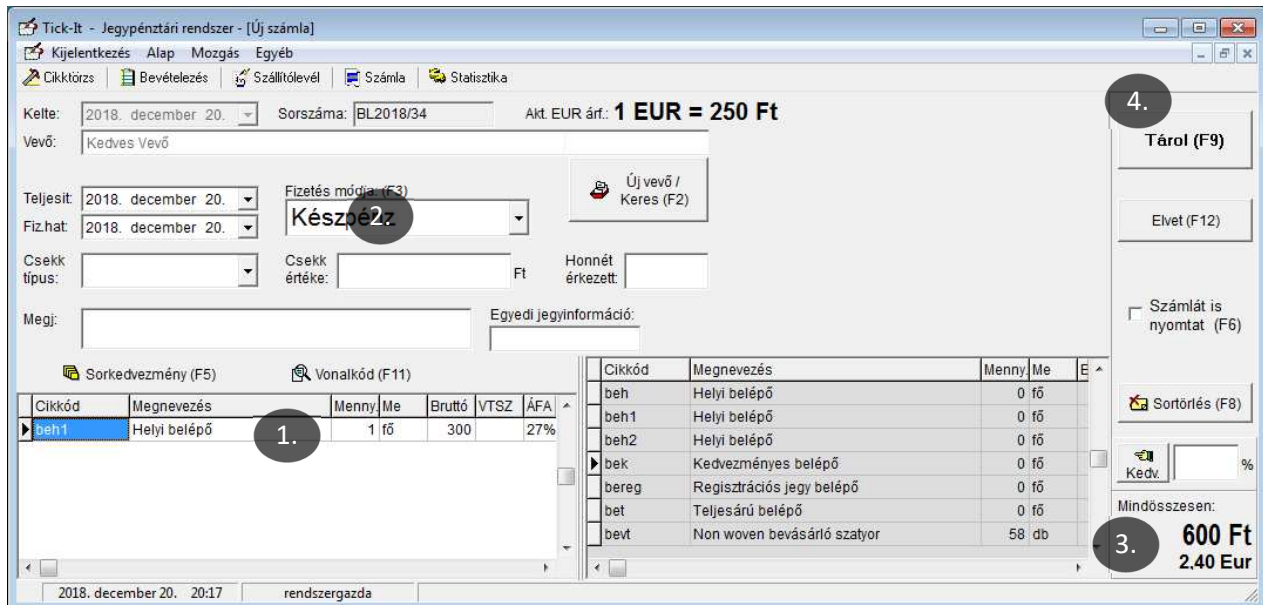 Tick-It - Jegypénztári rendszer - [Új számla]
Kijelentkezés Alap Mozgás Egyéb
Cikktörzs Bevételezés Szállítólevél Számla Statisztika
Kelte: 2018. december 20. Sorszáma: BL2018/34 Akt. EUR árf.: 1 EUR = 250 Ft
4.
Tárol (F9)
Vevő: Kedves Vevő
Új vevő /
Keres (F2)
Teljesit: 2018. december 20. Fizetés módja: (F3)
Készpénz 2.
Fiz.hat: 2018. december 20.
Elvet (F12)
Csekk
típus:
Csekk
értéke: Ft
Honnét
érkezett:
Számlát is
nyomtat (F6)
Megj: Egyedi jegyinformáció:
Sorkedvezmény (F5) Vonalkód (F11)
Cikkód Megnevezés Menny. Me Bruttó VTSZ ÁFA
beh1 Helyi belépő 1 fő 300 27%
1.
Cikkód Megnevezés Menny. Me E
beh Helyi belépő 0 fő
beh1 Helyi belépő 0 fő
beh2 Helyi belépő 0 fő
bek Kedvezményes belépő 0 fő
bereg Regisztrációs jegy belépő 0 fő
bet Teljesárú belépő 0 fő
bevt Non woven bevásárló szatyor 58 db
Sortörlés (F8)
Kedv. %
Mindösszesen:
3.
600 Ft
2,40 Eur
2018. december 20. 20:17 rendszergazda